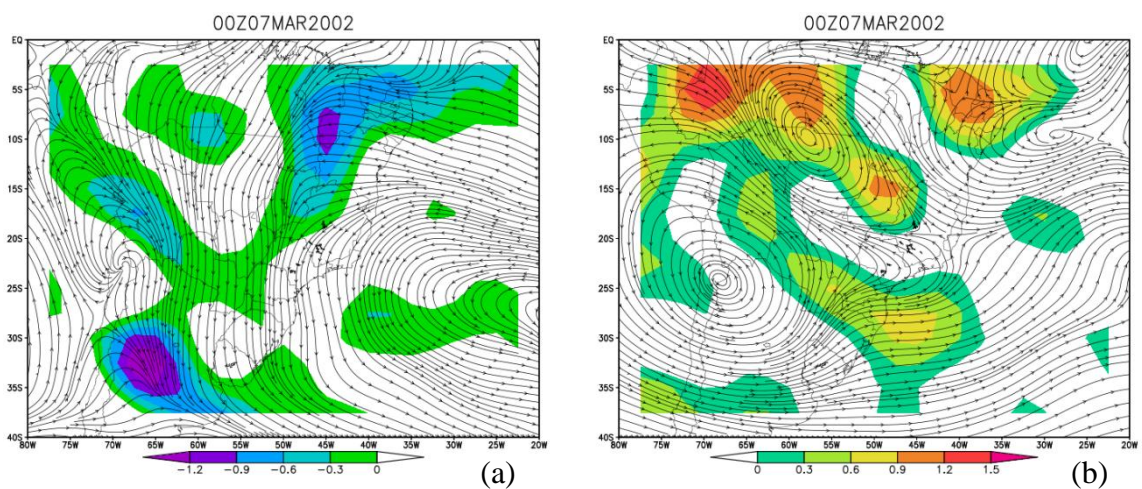 00Z07MAR2002
EQ
5S
10S
15S
20S
25S
30S
35S
40S
80W 75W 70W 65W 60W 55W 50W 45W 40W 35W 30W 25W 20W
−1.2 −0.9 −0.6 −0.3 0
(a)
00Z07MAR2002
EQ
5S
10S
15S
20S
25S
30S
35S
40S
80W 75W 70W 65W 60W 55W 50W 45W 40W 35W 30W 25W 20W
0 0.3 0.6 0.9 1.2 1.5
(b)